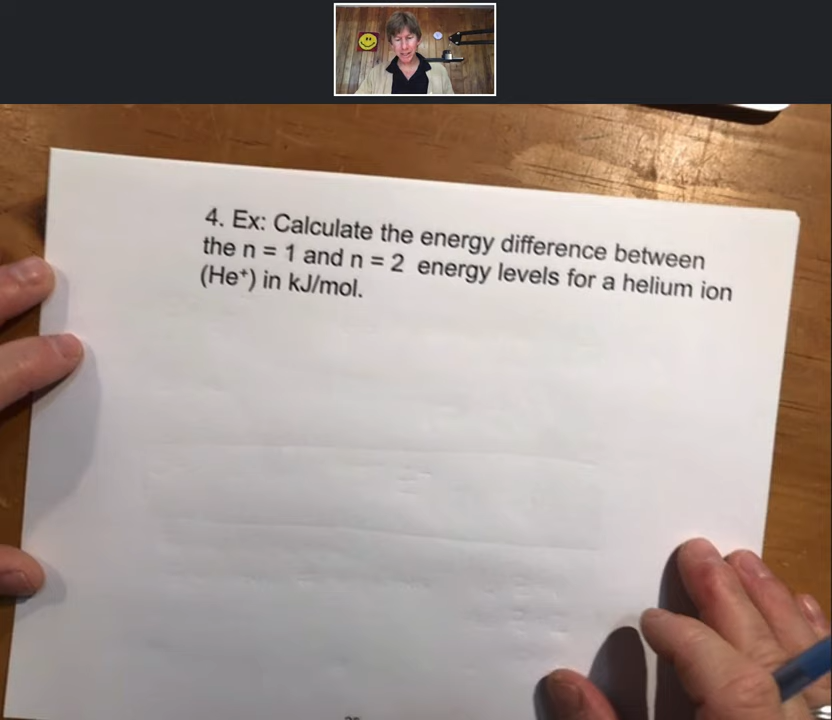 4. Ex: Calculate the energy difference between
the n = 1 and n = 2 energy levels for a helium ion
(He⁺) in kJ/mol.